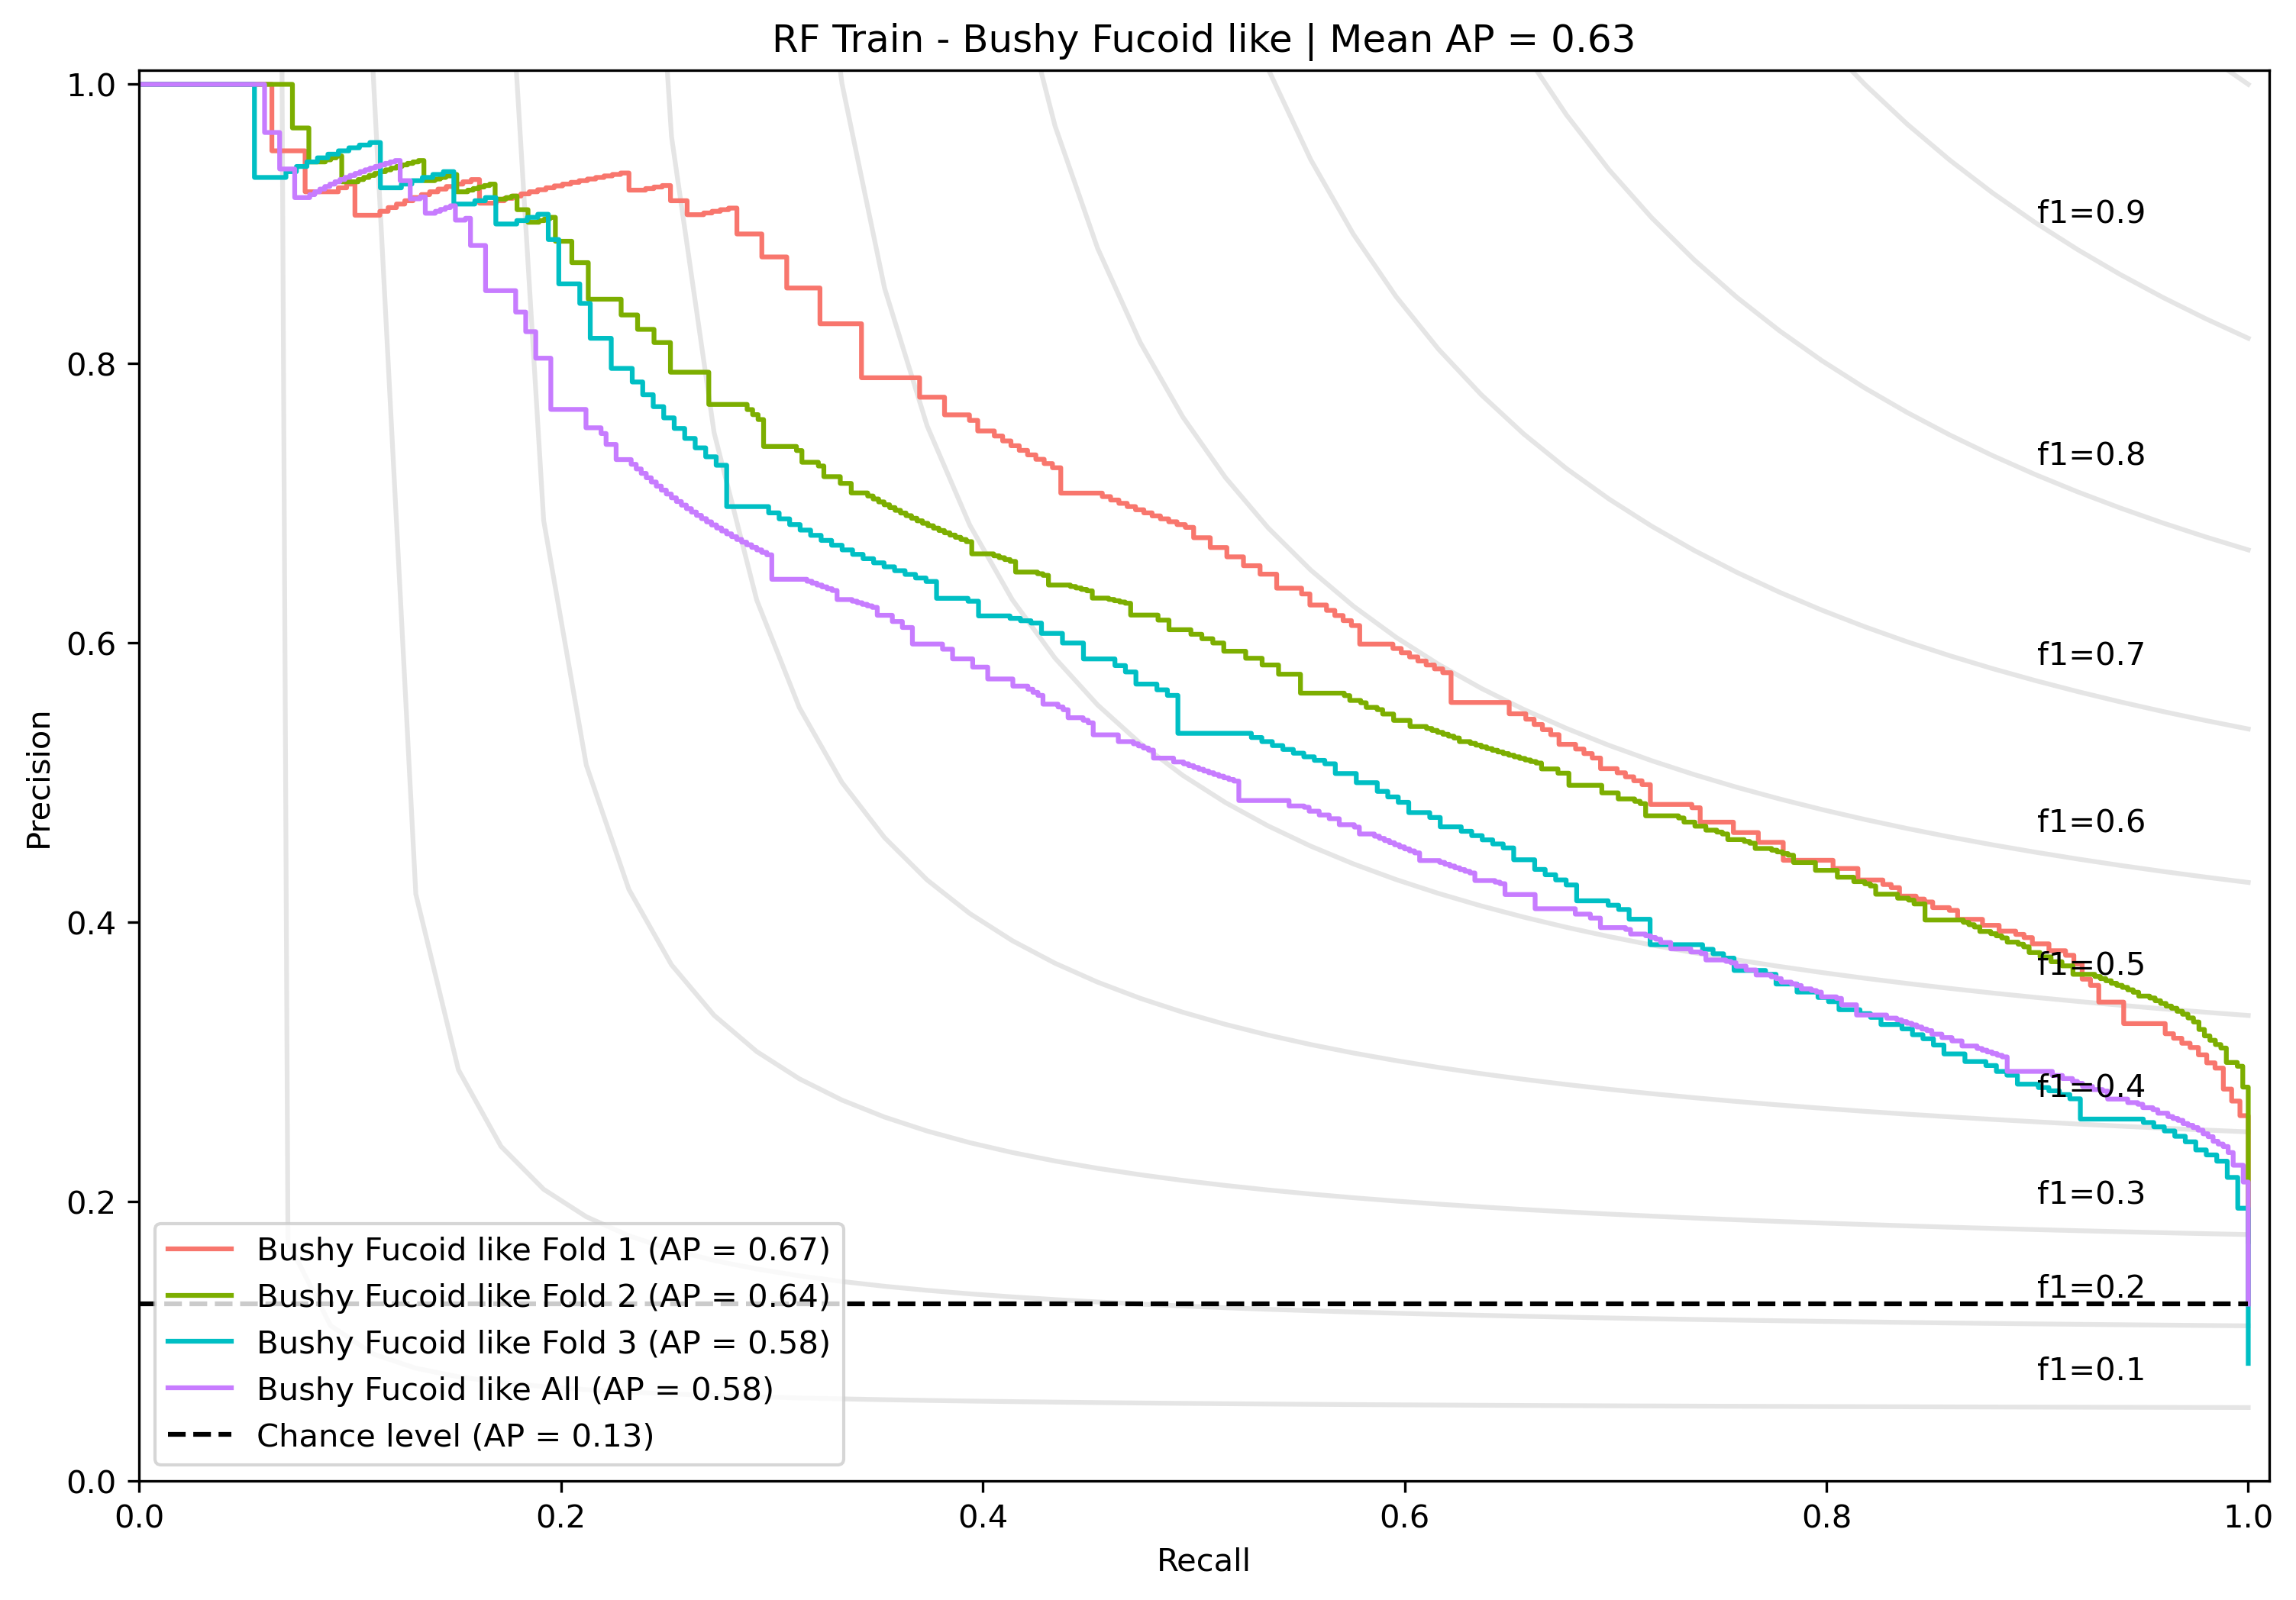 RF Train - Bushy Fucoid like | Mean AP = 0.63
1.0
0.8
0.6
0.4
0.2
0.0
Precision
f1=0.9
f1=0.8
f1=0.7
f1=0.6
f1=0.5
f1=0.4
f1=0.3
f1=0.2
f1=0.1
Bushy Fucoid like Fold 1 (AP = 0.67)
Bushy Fucoid like Fold 2 (AP = 0.64)
Bushy Fucoid like Fold 3 (AP = 0.58)
Bushy Fucoid like All (AP = 0.58)
Chance level (AP = 0.13)
0.0 0.2 0.4 0.6 0.8 1.0
Recall